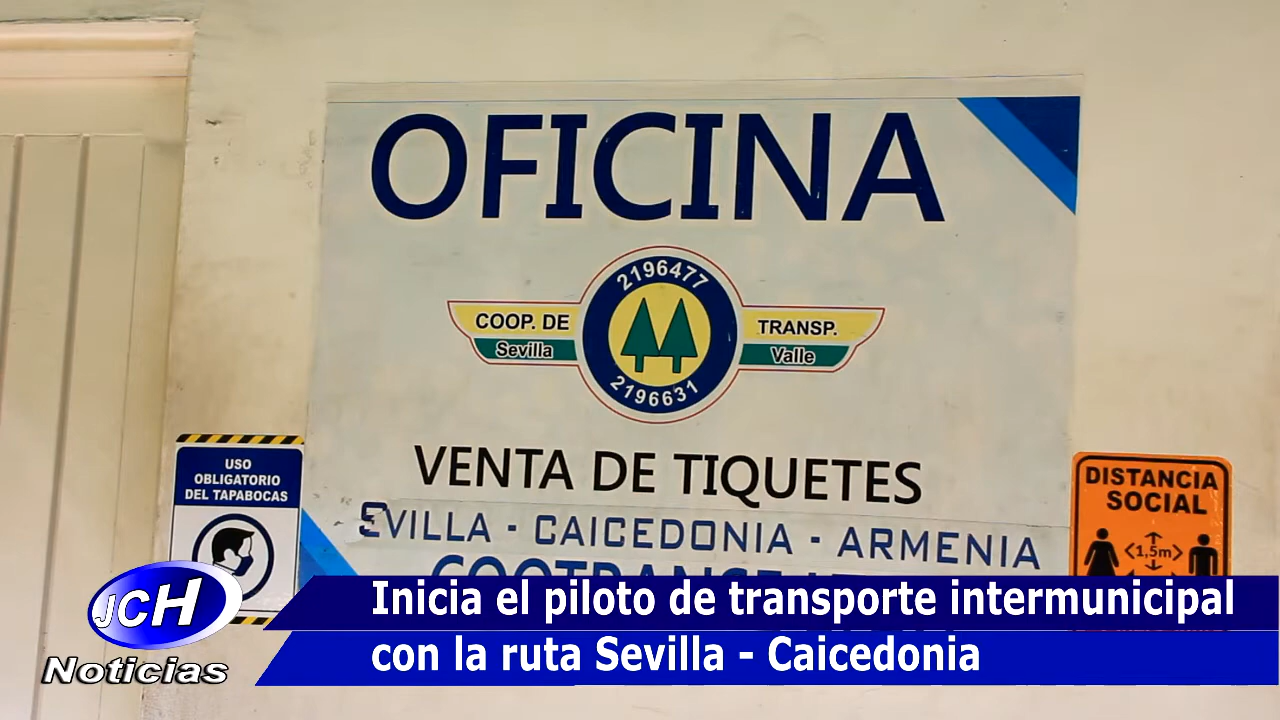 OFICINA
2196477
COOP. DE TRANSP.
Sevilla Valle
2196631
VENTA DE TIQUETES
SEVILLA - CAICEDONIA - ARMENIA
USO
OBLIGATORIO
DEL TAPABOCAS
DISTANCIA
SOCIAL
1,5m
JCH
Noticias
Inicia el piloto de transporte intermunicipal
con la ruta Sevilla - Caicedonia